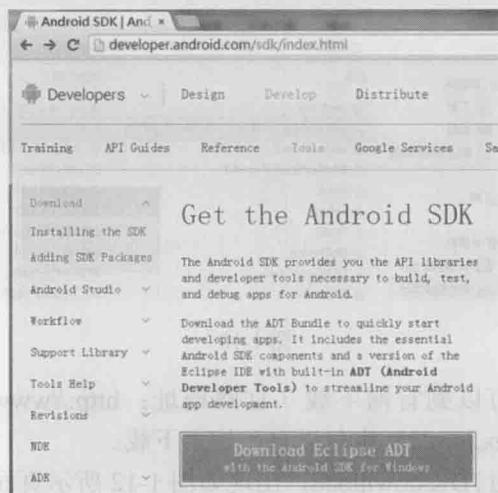 Android SDK | And
developer.android.com/sdk/index.html
Developers
Design
Develop
Distribute
Training
API Guides
Reference
Tools
Google Services
Sa
Download
Installing the SDK
Adding SDK Packages
Android Studio
Workflow
Support Library
Tools Help
Revisions
NDK
ADK
Get the Android SDK
The Android SDK provides you the API libraries
and developer tools necessary to build, test,
and debug apps for Android.
Download the ADT Bundle to quickly start
developing apps. It includes the essential
Android SDK components and a version of the
Eclipse IDE with built-in ADT (Android
Developer Tools) to streamline your Android
app development.
Download Eclipse ADT
with the Android SDK for Windows